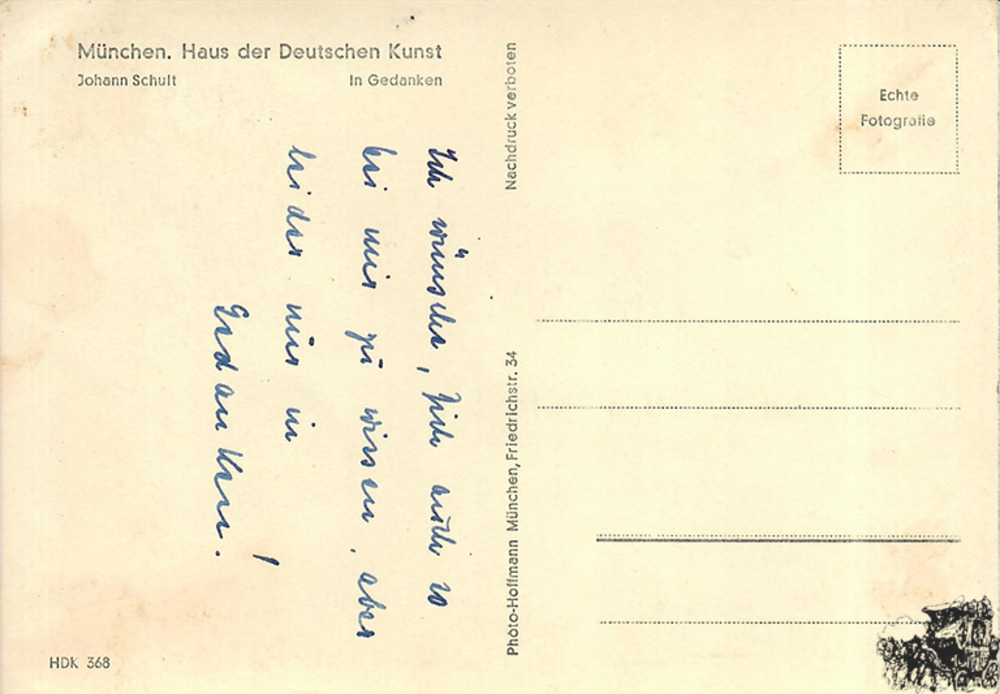 München. Haus der Deutschen Kunst
Johann Schult In Gedanken
Ich wünsche, Dich auch so
bei mir zu wissen, aber
leider nur in
Gedanken!
HDK 368
Nachdruck verboten
Photo-Hoffmann München, Friedrichstr. 34
Echte
Fotografie